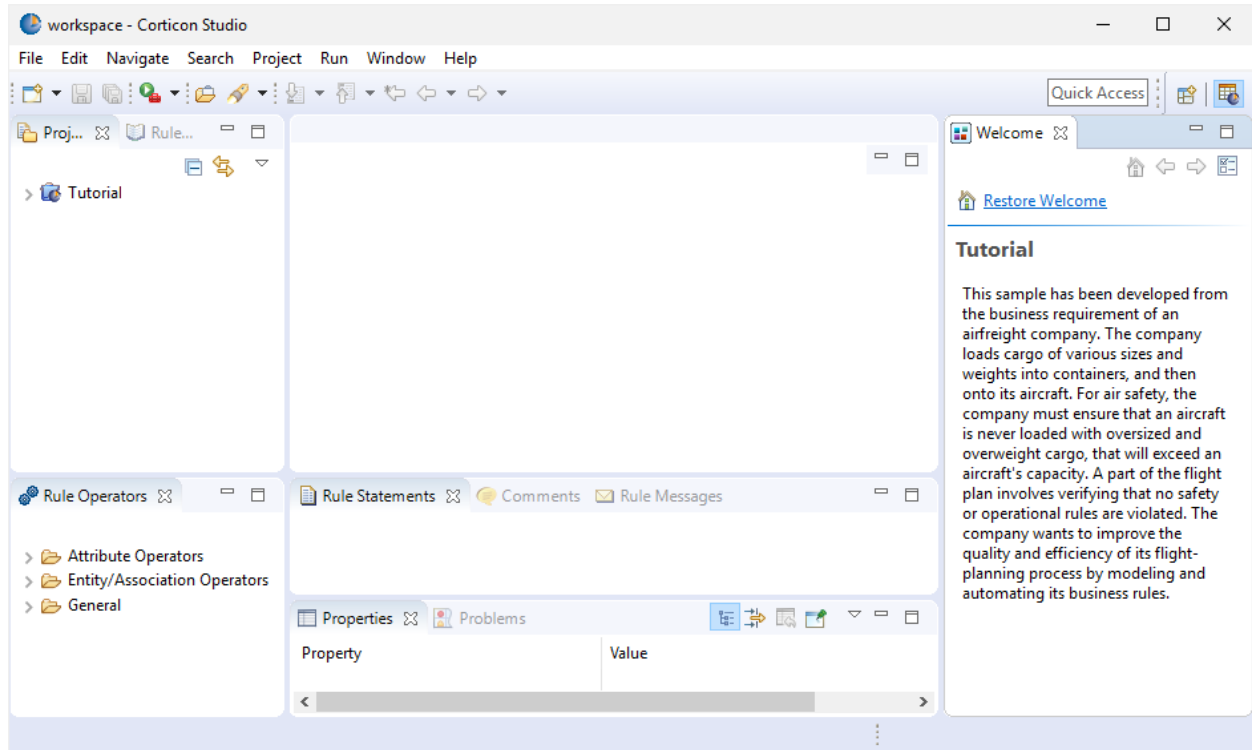 workspace - Corticon Studio
File Edit Navigate Search Project Run Window Help
Quick Access
Proj... Rule...
Tutorial
Welcome
Restore Welcome
Tutorial
This sample has been developed from
the business requirement of an
airfreight company. The company
loads cargo of various sizes and
weights into containers, and then
onto its aircraft. For air safety, the
company must ensure that an aircraft
is never loaded with oversized and
overweight cargo, that will exceed an
aircraft's capacity. A part of the flight
plan involves verifying that no safety
or operational rules are violated. The
company wants to improve the
quality and efficiency of its flight-
planning process by modeling and
automating its business rules.
Rule Operators
Attribute Operators
Entity/Association Operators
General
Rule Statements Comments Rule Messages
Properties Problems
Property Value